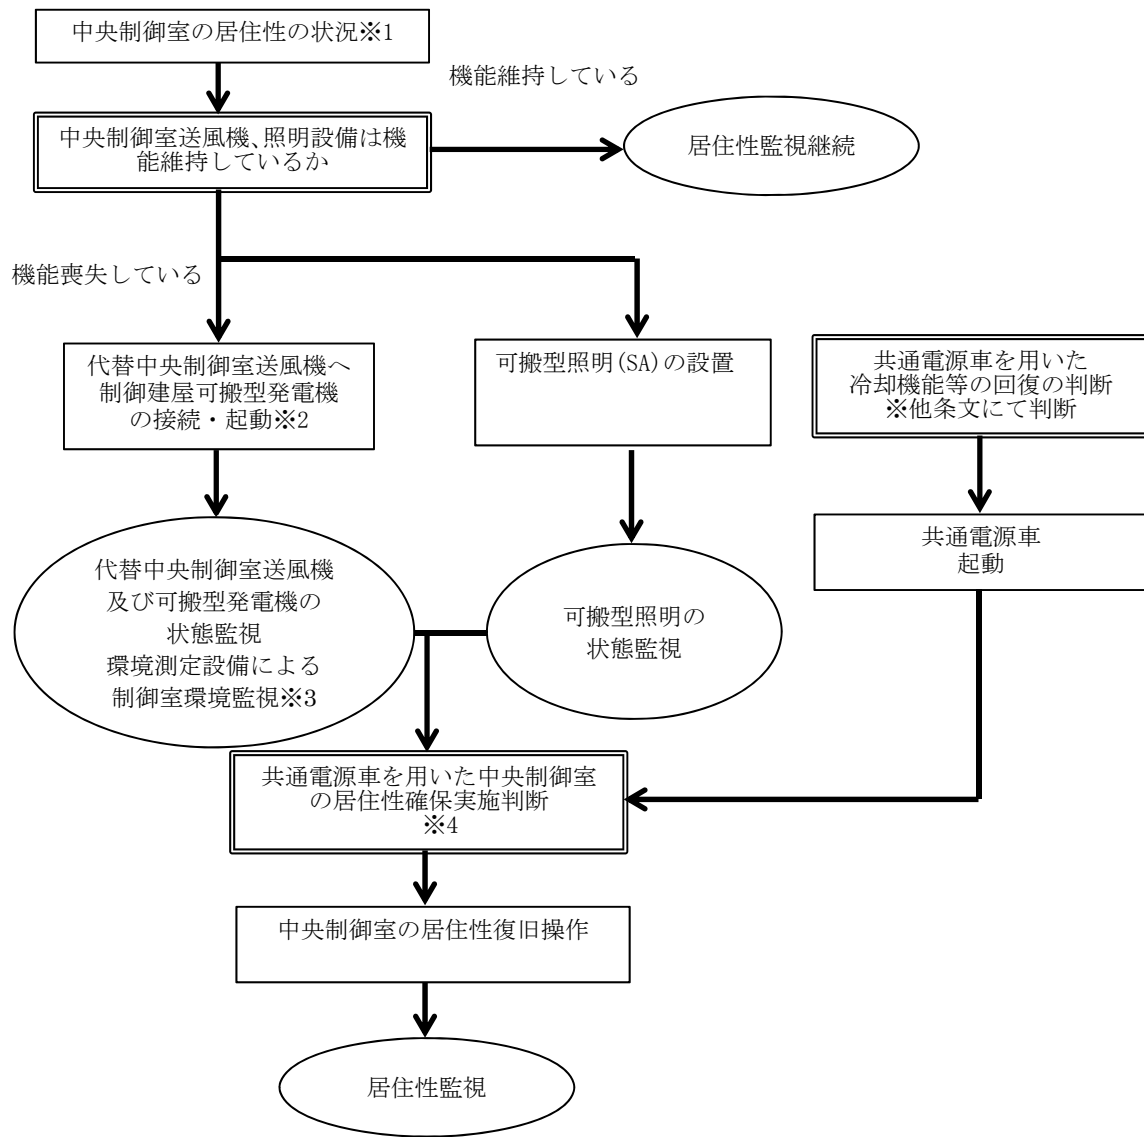 中央制御室の居住性の状況※1
機能維持している
中央制御室送風機、照明設備は機
能維持しているか
居住性監視継続
機能喪失している
代替中央制御室送風機へ
制御建屋可搬型発電機
の接続・起動※2
可搬型照明(SA)の設置
共通電源車を用いた
冷却機能等の回復の判断
※他条文にて判断
共通電源車
起動
代替中央制御室送風機
及び可搬型発電機の
状態監視
環境測定設備による
制御室環境監視※3
可搬型照明の
状態監視
共通電源車を用いた中央制御室
の居住性確保実施判断
※4
中央制御室の居住性復旧操作
居住性監視